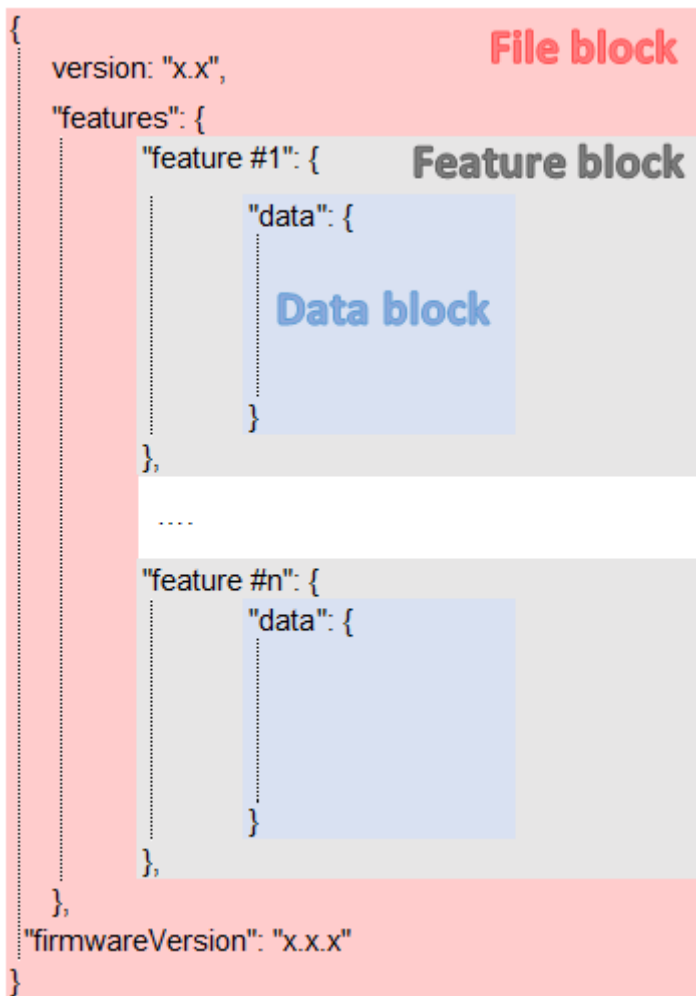 {
File block
version: "x.x",
"features": {
"feature #1": {
Feature block
"data": {
Data block
}
},
....
"feature #n": {
"data": {
}
},
},
"firmwareVersion": "x.x.x"
}